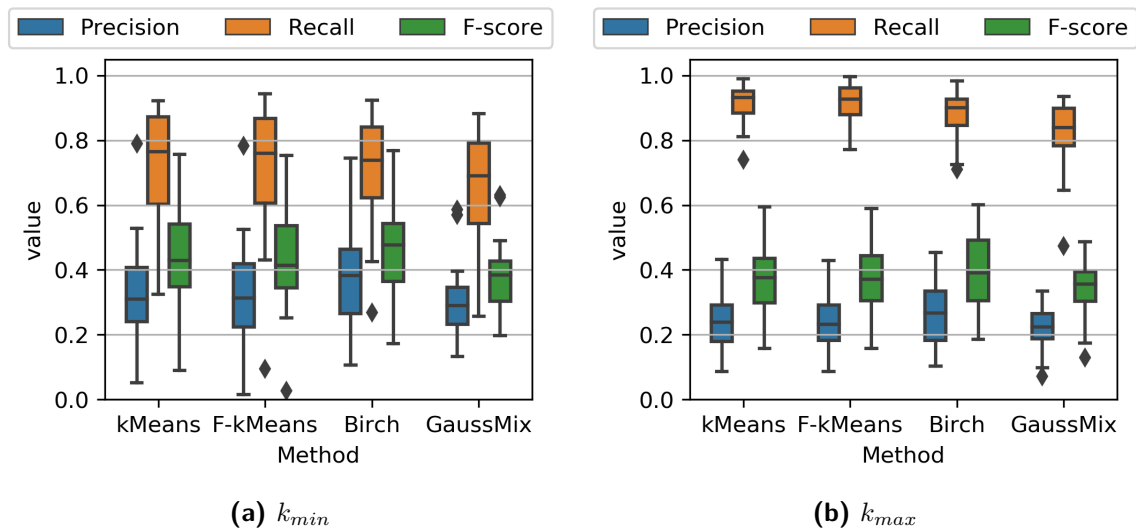 Precision Recall F-score
1.0
0.8
0.6
0.4
0.2
0.0
value
kMeans F-kMeans Birch GaussMix
Method
(a) k_min
Precision Recall F-score
1.0
0.8
0.6
0.4
0.2
0.0
value
kMeans F-kMeans Birch GaussMix
Method
(b) k_max